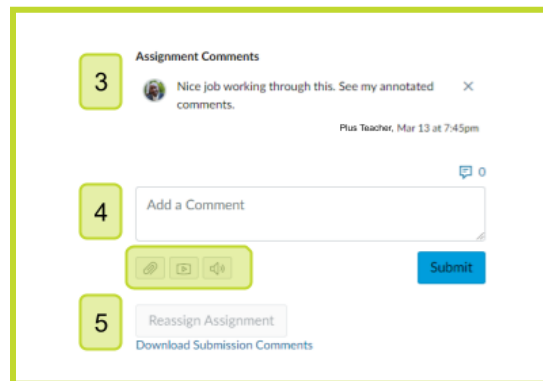 Assignment Comments
3
Nice job working through this. See my annotated
comments.
Plus Teacher, Mar 13 at 7:45pm
0
4
Add a Comment
Submit
5
Reassign Assignment
Download Submission Comments